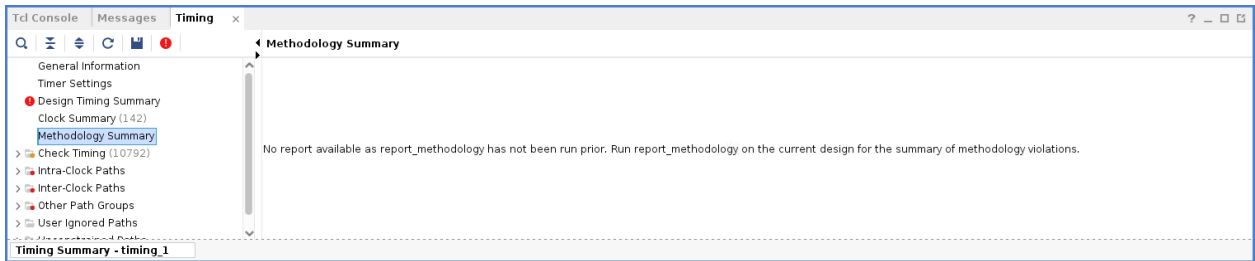 Tcl Console Messages Timing × ? _
Methodology Summary
General Information
Timer Settings
Design Timing Summary
Clock Summary (142)
Methodology Summary
Check Timing (10792)
Intra-Clock Paths
Inter-Clock Paths
Other Path Groups
User Ignored Paths
No report available as report_methodology has not been run prior. Run report_methodology on the current design for the summary of methodology violations.
Timing Summary - timing_1